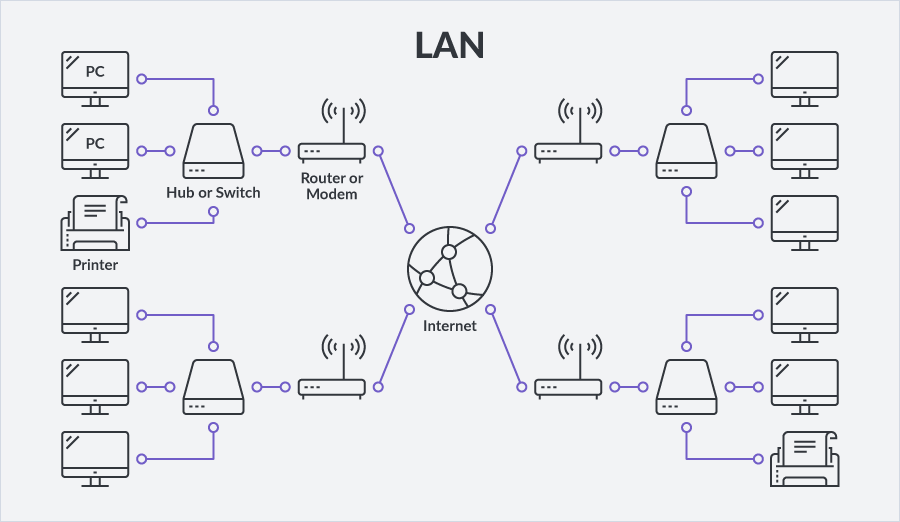 LAN
PC
PC
Hub or Switch
Router or
Modem
Printer
Internet